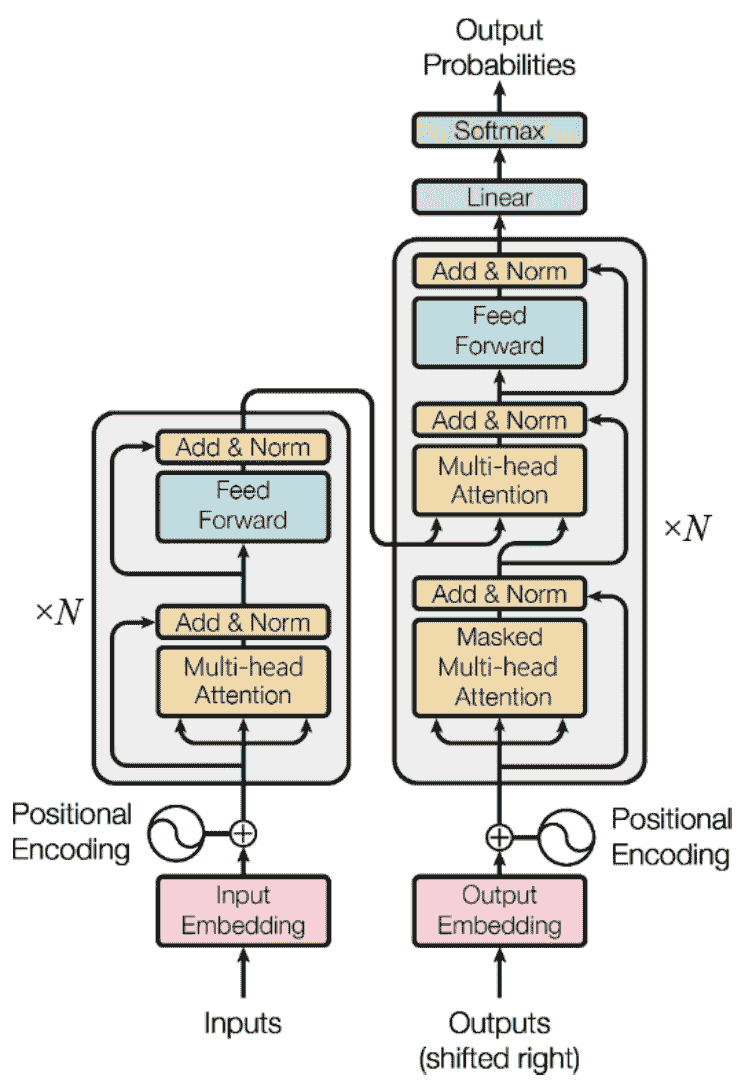 Output
Probabilities
Softmax
Linear
Add & Norm
Feed
Forward
Add & Norm
Multi-head
Attention
×N
Add & Norm
Masked
Multi-head
Attention
Add & Norm
Feed
Forward
×N
Add & Norm
Multi-head
Attention
Positional
Encoding
Positional
Encoding
Input
Embedding
Output
Embedding
Inputs
Outputs
(shifted right)